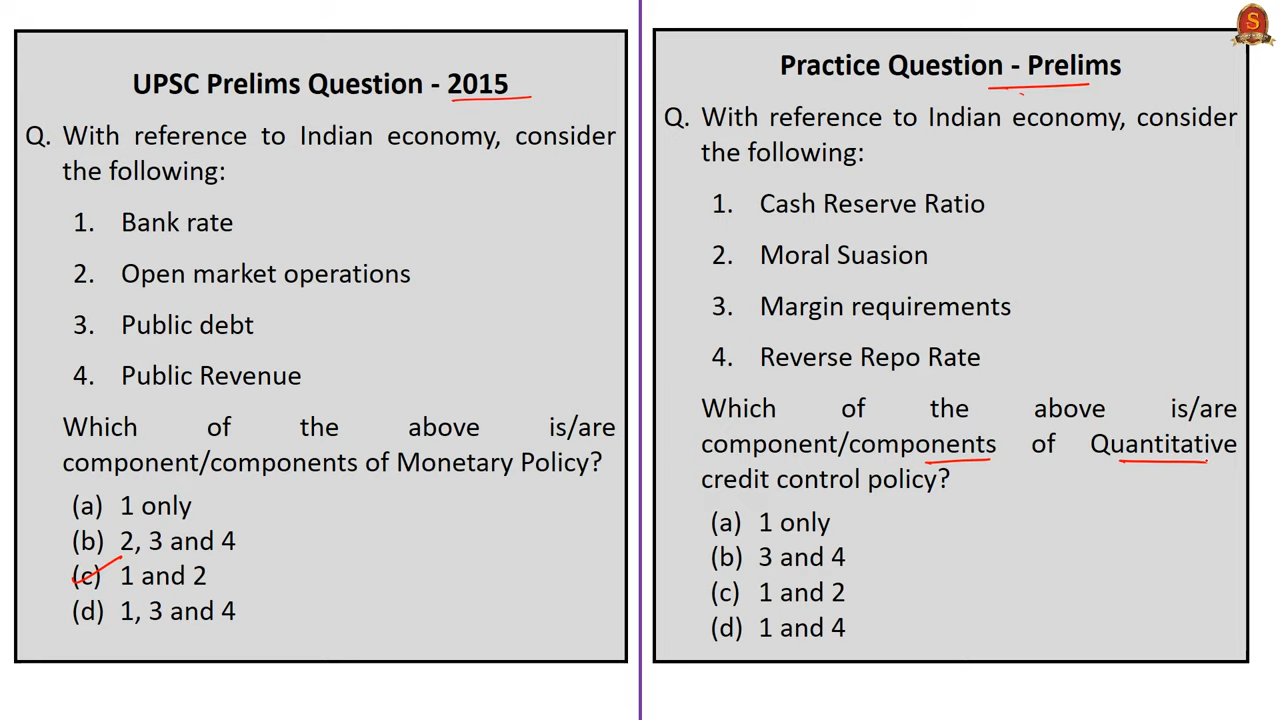 UPSC Prelims Question - 2015
Q. With reference to Indian economy, consider
the following:
1. Bank rate
2. Open market operations
3. Public debt
4. Public Revenue
Which of the above is/are
component/components of Monetary Policy?
(a) 1 only
(b) 2, 3 and 4
(c) 1 and 2
(d) 1, 3 and 4
Practice Question - Prelims
Q. With reference to Indian economy, consider
the following:
1. Cash Reserve Ratio
2. Moral Suasion
3. Margin requirements
4. Reverse Repo Rate
Which of the above is/are
component/components of Quantitative
credit control policy?
(a) 1 only
(b) 3 and 4
(c) 1 and 2
(d) 1 and 4
S